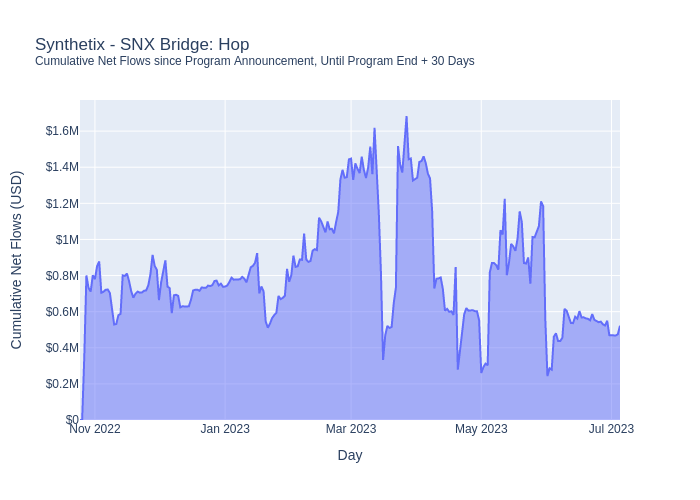 Synthetix - SNX Bridge: Hop
Cumulative Net Flows since Program Announcement, Until Program End + 30 Days
Cumulative Net Flows (USD)
$1.6M
$1.4M
$1.2M
$1M
$0.8M
$0.6M
$0.4M
$0.2M
$0
Nov 2022 Jan 2023 Mar 2023 May 2023 Jul 2023
Day